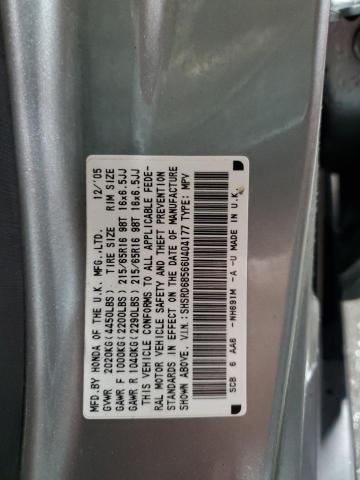 MFD.BY HONDA OF THE U.K. MFG.,LTD. 12/'05
GVWR 2020KG(4450LBS) TIRE SIZE RIM SIZE
GAWR F 1000KG(2200LBS) 215/65R16 98T 16x6.5JJ
GAWR R 1040KG(2290LBS) 215/65R16 98T 16x6.5JJ
THIS VEHICLE CONFORMS TO ALL APPLICABLE FEDE-
RAL MOTOR VEHICLE SAFETY AND THEFT PREVENTION
STANDARDS IN EFFECT ON THE DATE OF MANUFACTURE
SHOWN ABOVE. V.I.N.:SHSRD68566U404177 TYPE: MPV
SCB 6 AA6 -NH691M -A -U MADE IN U.K.